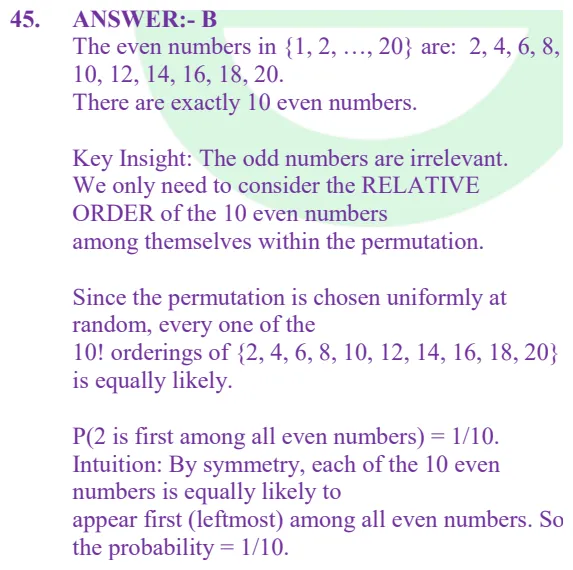 45. ANSWER:- B
The even numbers in {1, 2, …, 20} are: 2, 4, 6, 8,
10, 12, 14, 16, 18, 20.
There are exactly 10 even numbers.
Key Insight: The odd numbers are irrelevant.
We only need to consider the RELATIVE
ORDER of the 10 even numbers
among themselves within the permutation.
Since the permutation is chosen uniformly at
random, every one of the
10! orderings of {2, 4, 6, 8, 10, 12, 14, 16, 18, 20}
is equally likely.
P(2 is first among all even numbers) = 1/10.
Intuition: By symmetry, each of the 10 even
numbers is equally likely to
appear first (leftmost) among all even numbers. So
the probability = 1/10.